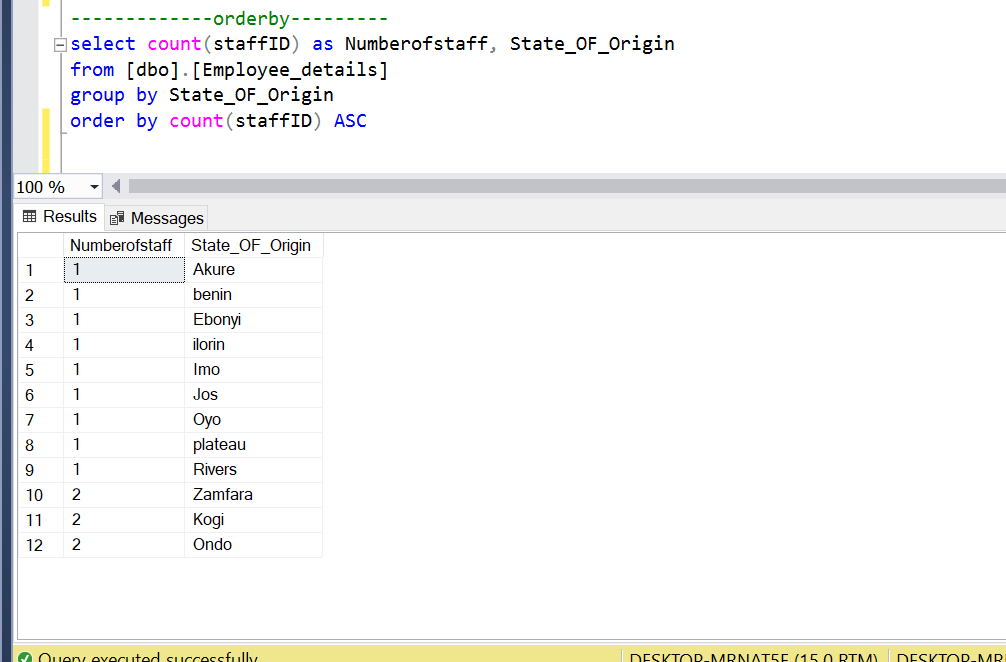 -------------orderby---------
select count(staffID) as Numberofstaff, State_OF_Origin
from [dbo].[Employee_details]
group by State_OF_Origin
order by count(staffID) ASC
100 %
Results Messages
Numberofstaff State_OF_Origin
1 1 Akure
2 1 benin
3 1 Ebonyi
4 1 ilorin
5 1 Imo
6 1 Jos
7 1 Oyo
8 1 plateau
9 1 Rivers
10 2 Zamfara
11 2 Kogi
12 2 Ondo
Query executed successfully. DESKTOP-MRNAT5E (15.0 RTM) DESKTOP-MR